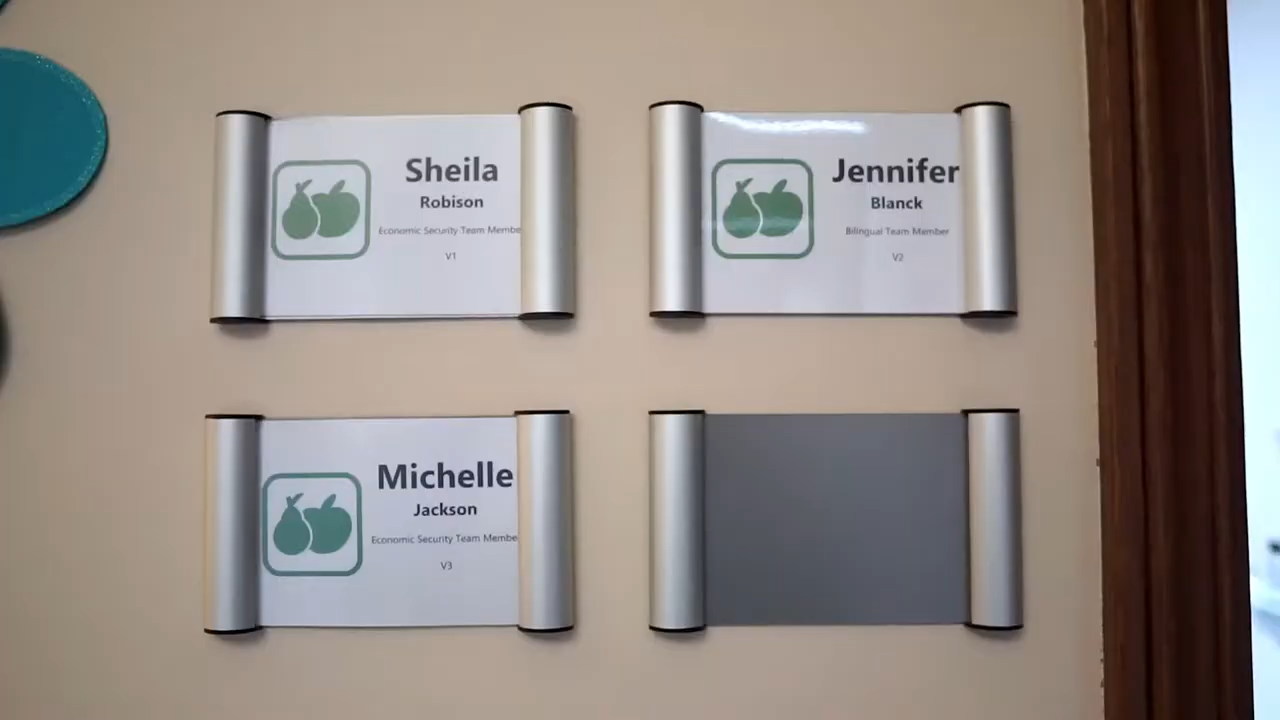 Sheila
Robison
Economic Security Team Membe
V1
Jennifer
Blanck
Bilingual Team Member
V2
Michelle
Jackson
Economic Security Team Membe
V3